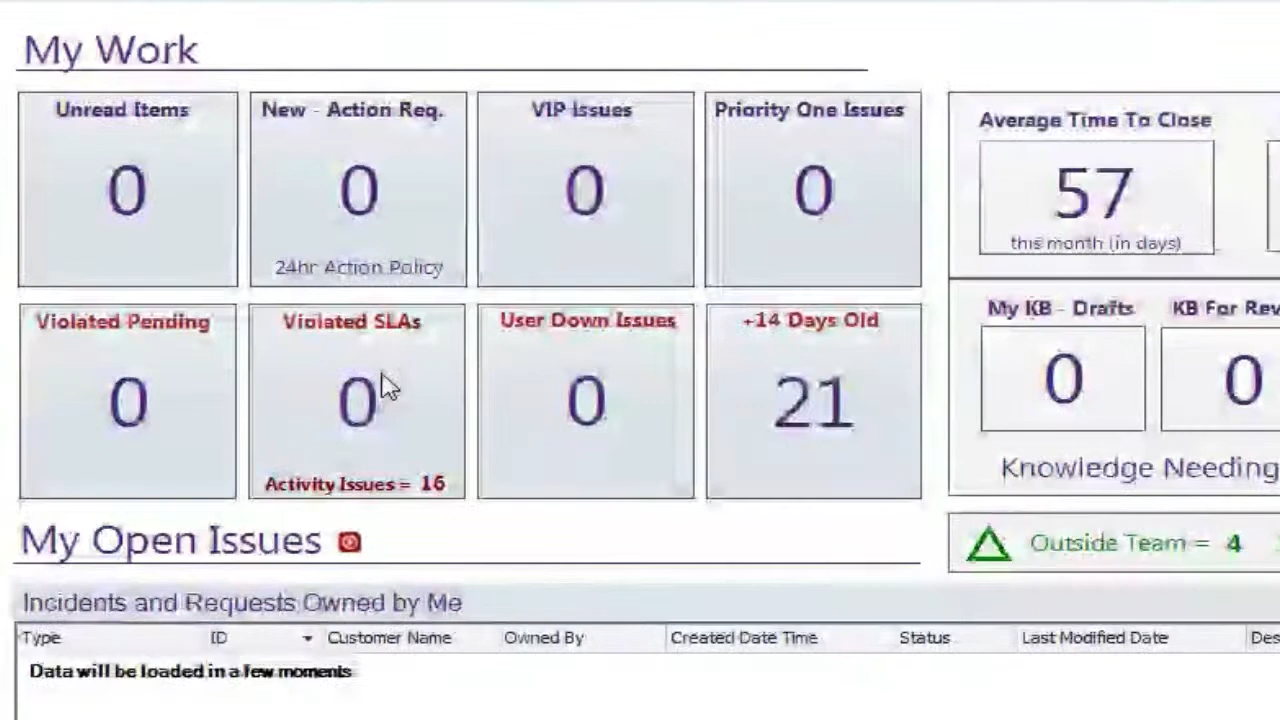 My Work
Unread Items
0
New - Action Req.
0
24hr Action Policy
VIP Issues
0
Priority One Issues
0
Average Time To Close
57
this month (in days)
Violated Pending
0
Violated SLAs
0
Activity Issues = 16
User Down Issues
0
+14 Days Old
21
My KB - Drafts
0
KB For Rev
0
Knowledge Needing
My Open Issues
Outside Team = 4
Incidents and Requests Owned by Me
Type ID Customer Name Owned By Created Date Time Status Last Modified Date Des
Data will be loaded in a few moments